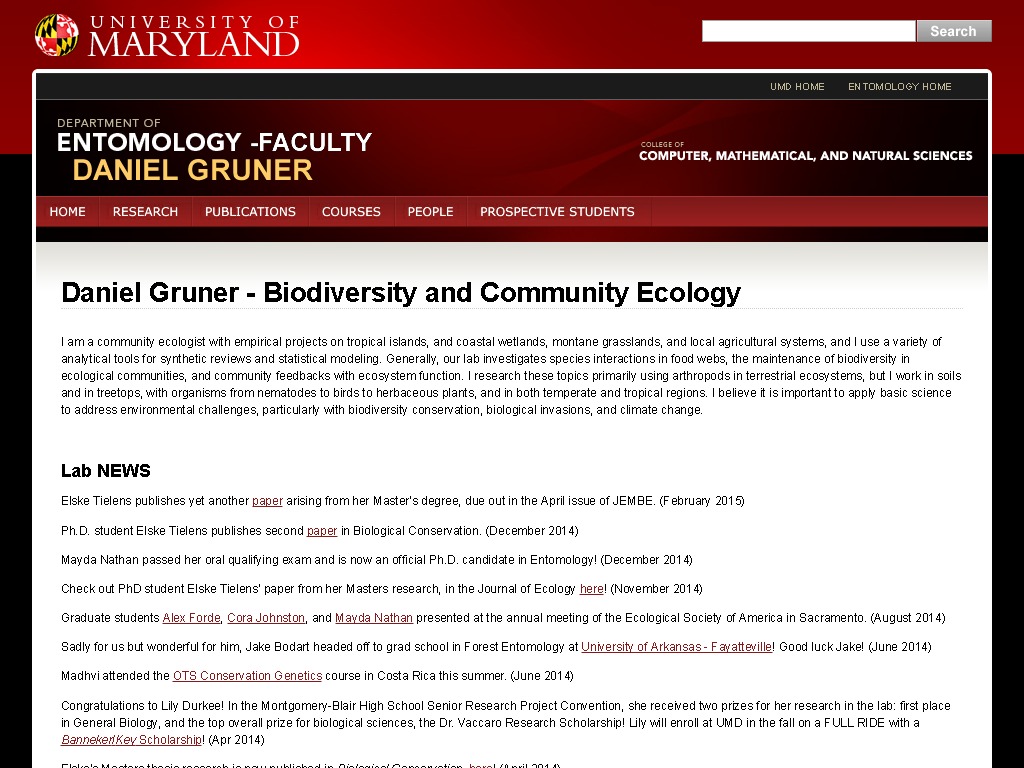 UNIVERSITY OF
MARYLAND
Search
UMD HOME ENTOMOLOGY HOME
DEPARTMENT OF
ENTOMOLOGY -FACULTY
DANIEL GRUNER
COLLEGE OF
COMPUTER, MATHEMATICAL, AND NATURAL SCIENCES
HOME RESEARCH PUBLICATIONS COURSES PEOPLE PROSPECTIVE STUDENTS
Daniel Gruner - Biodiversity and Community Ecology
I am a community ecologist with empirical projects on tropical islands, and coastal wetlands, montane grasslands, and local agricultural systems, and I use a variety of
analytical tools for synthetic reviews and statistical modeling. Generally, our lab investigates species interactions in food webs, the maintenance of biodiversity in
ecological communities, and community feedbacks with ecosystem function. I research these topics primarily using arthropods in terrestrial ecosystems, but I work in soils
and in treetops, with organisms from nematodes to birds to herbaceous plants, and in both temperate and tropical regions. I believe it is important to apply basic science
to address environmental challenges, particularly with biodiversity conservation, biological invasions, and climate change.
Lab NEWS
Elske Tielens publishes yet another paper arising from her Master's degree, due out in the April issue of JEMBE. (February 2015)
Ph.D. student Elske Tielens publishes second paper in Biological Conservation. (December 2014)
Mayda Nathan passed her oral qualifying exam and is now an official Ph.D. candidate in Entomology! (December 2014)
Check out PhD student Elske Tielens' paper from her Masters research, in the Journal of Ecology here! (November 2014)
Graduate students Alex Forde, Cora Johnston, and Mayda Nathan presented at the annual meeting of the Ecological Society of America in Sacramento. (August 2014)
Sadly for us but wonderful for him, Jake Bodart headed off to grad school in Forest Entomology at University of Arkansas - Fayatteville! Good luck Jake! (June 2014)
Madhvi attended the OTS Conservation Genetics course in Costa Rica this summer. (June 2014)
Congratulations to Lily Durkee! In the Montgomery-Blair High School Senior Research Project Convention, she received two prizes for her research in the lab: first place
in General Biology, and the top overall prize for biological sciences, the Dr. Vaccaro Research Scholarship! Lily will enroll at UMD in the fall on a FULL RIDE with a
Banneker/Key Scholarship! (Apr 2014)
Elske's Masters thesis research is now published in Biological Conservation, here! (April 2014)